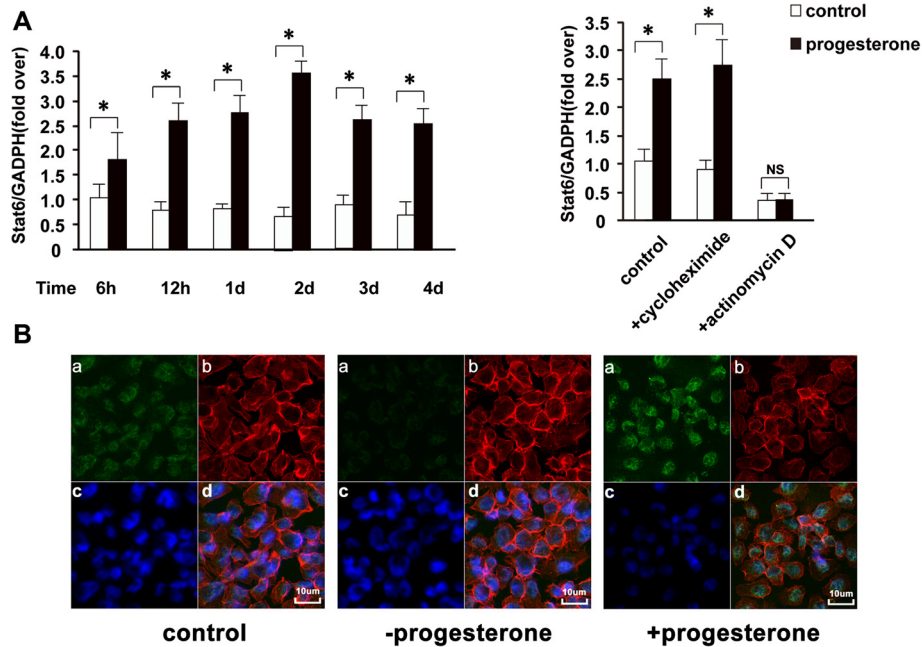 A
Stat6/GADPH(fold over)
4.0
3.5
3.0
2.5
2.0
1.5
1.0
0.5
0
* * * * * *
Time 6h 12h 1d 2d 3d 4d
Stat6/GADPH(fold over)
3.5
3.0
2.5
2.0
1.5
1.0
0.5
0
* * NS
control
+cycloheximide
+actinomycin D
control
progesterone
B
a b a b a b
c d c d c d
10um 10um 10um
control -progesterone +progesterone